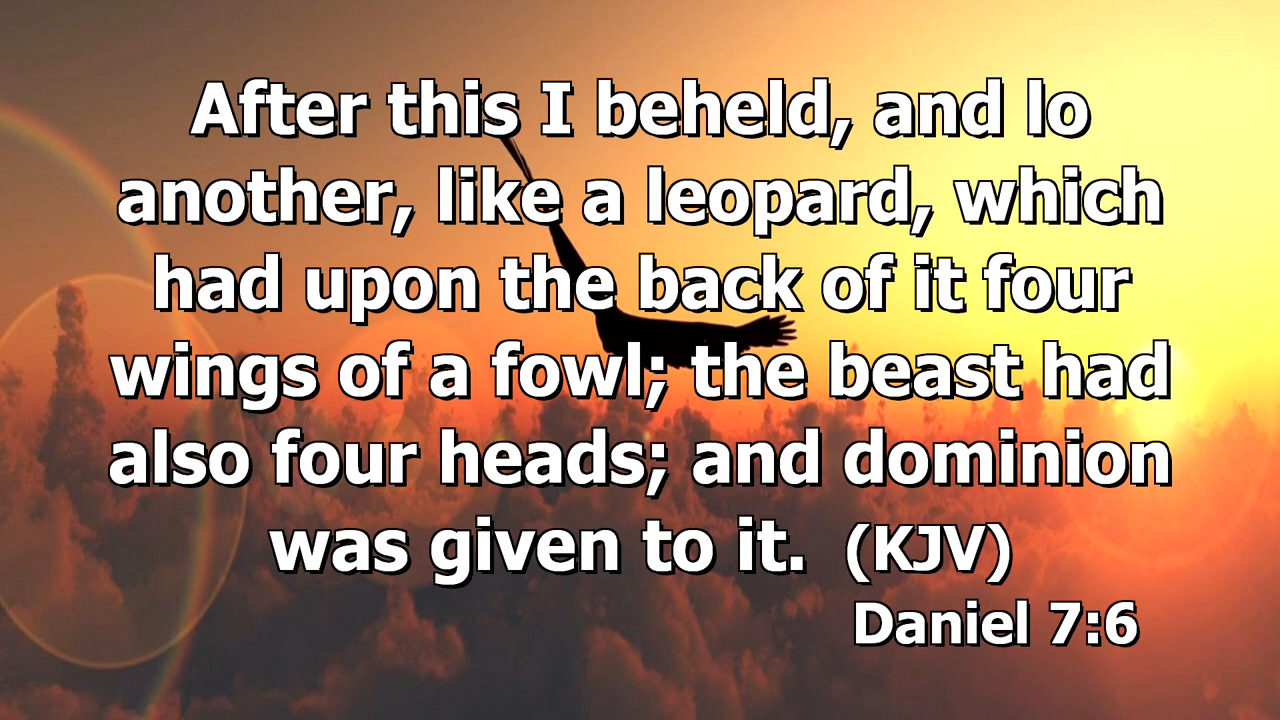 After this I beheld, and lo
another, like a leopard, which
had upon the back of it four
wings of a fowl; the beast had
also four heads; and dominion
was given to it.  (KJV)
Daniel 7:6